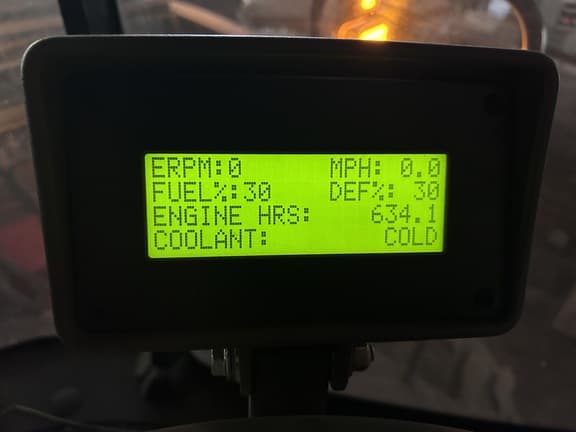 ERPM:0 MPH: 0.0
FUEL%:30 DEF%: 30
ENGINE HRS: 634.1
COOLANT: COLD